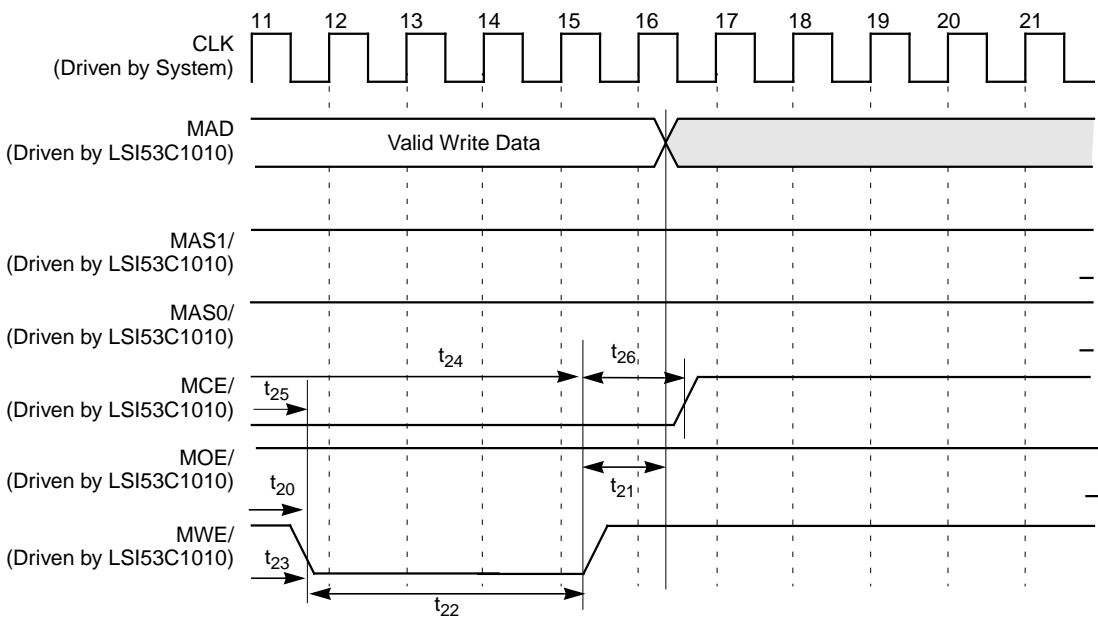 11 12 13 14 15 16 17 18 19 20 21
CLK
(Driven by System)
MAD
(Driven by LSI53C1010)
Valid Write Data
MAS1/
(Driven by LSI53C1010)
MAS0/
(Driven by LSI53C1010)
t24 t26
MCE/
t25
(Driven by LSI53C1010)
MOE/
(Driven by LSI53C1010)
t20 t21
MWE/
(Driven by LSI53C1010)
t23
t22